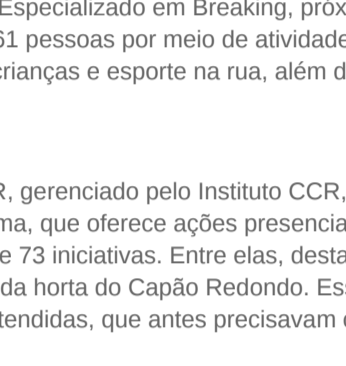 Especializado em Breaking, próx
61 pessoas por meio de atividade
crianças e esporte na rua, além d
R, gerenciado pelo Instituto CCR,
ma, que oferece ações presencia
e 73 iniciativas. Entre elas, desta
da horta do Capão Redondo. Ess
tendidas, que antes precisavam